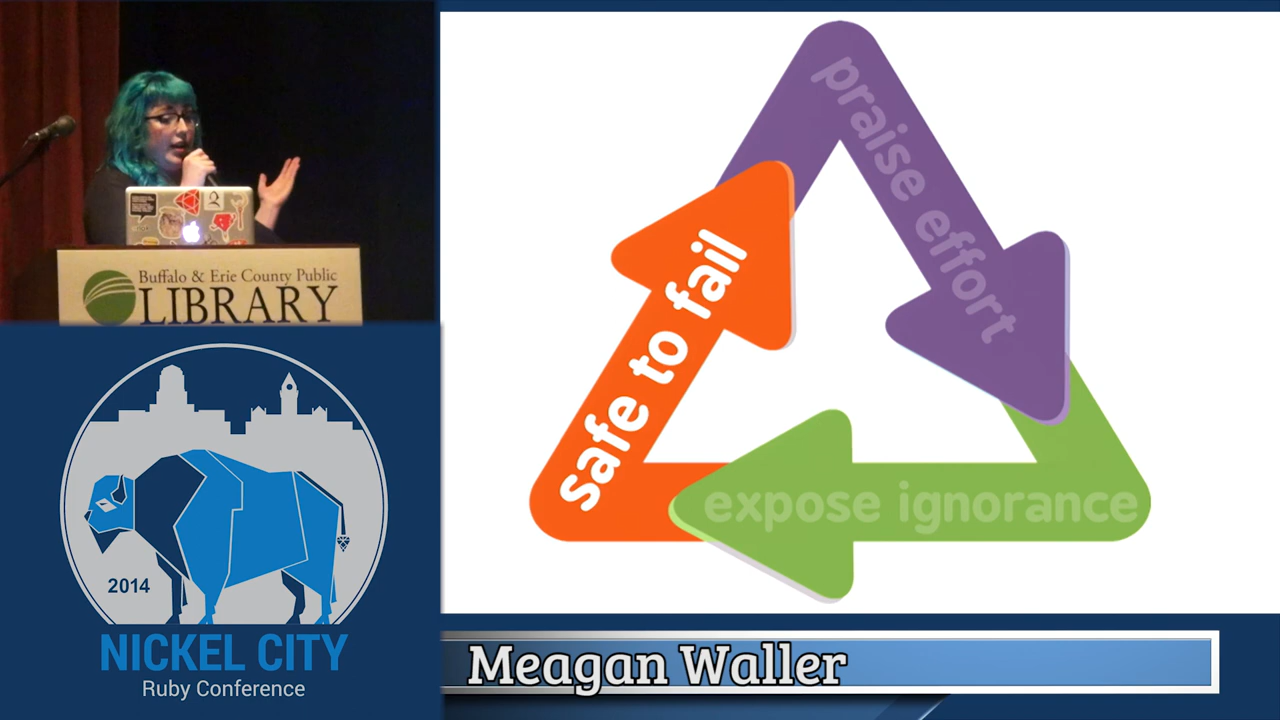 Buffalo & Erie County Public
LIBRARY
2014
NICKEL CITY
Ruby Conference
praise effort
safe to fail
expose ignorance
Meagan Waller